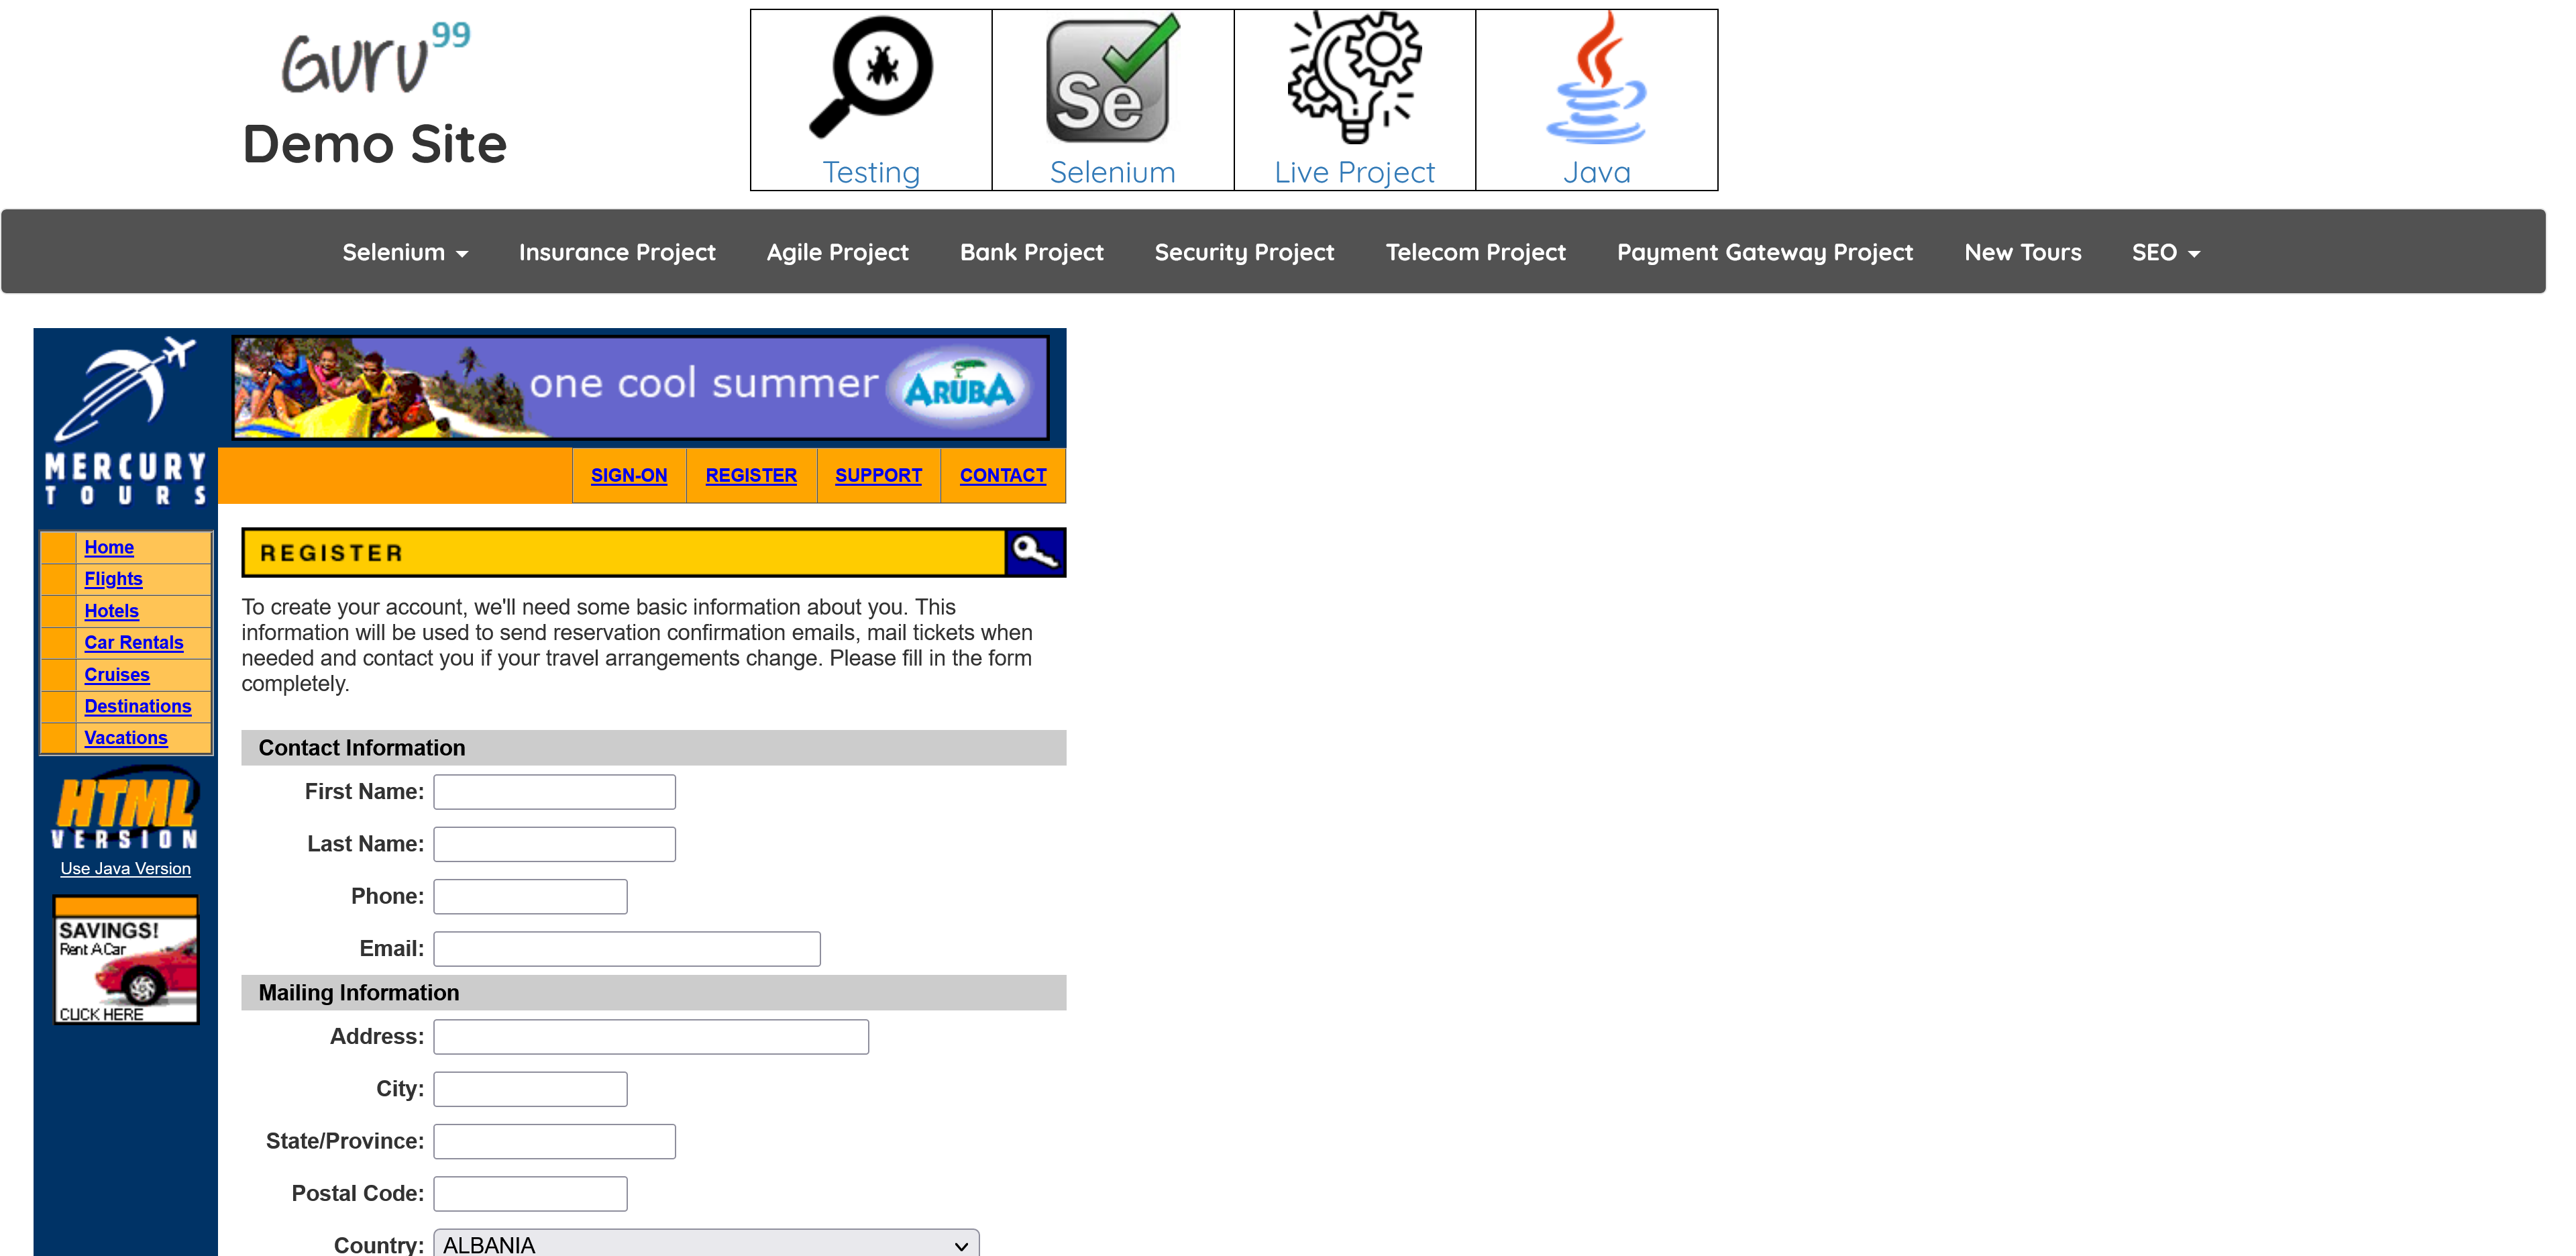 Guru99
Demo Site
Se
Testing
Selenium
Live Project
Java
Selenium
Insurance Project
Agile Project
Bank Project
Security Project
Telecom Project
Payment Gateway Project
New Tours
SEO
MERCURY
TOURS
one cool summer
ARUBA
SIGN-ON
REGISTER
SUPPORT
CONTACT
Home
Flights
Hotels
Car Rentals
Cruises
Destinations
Vacations
HTML
VERSION
Use Java Version
SAVINGS!
Rent A Car
CLICK HERE
REGISTER
To create your account, we'll need some basic information about you. This
information will be used to send reservation confirmation emails, mail tickets when
needed and contact you if your travel arrangements change. Please fill in the form
completely.
Contact Information
First Name:
Last Name:
Phone:
Email:
Mailing Information
Address:
City:
State/Province:
Postal Code:
Country: ALBANIA